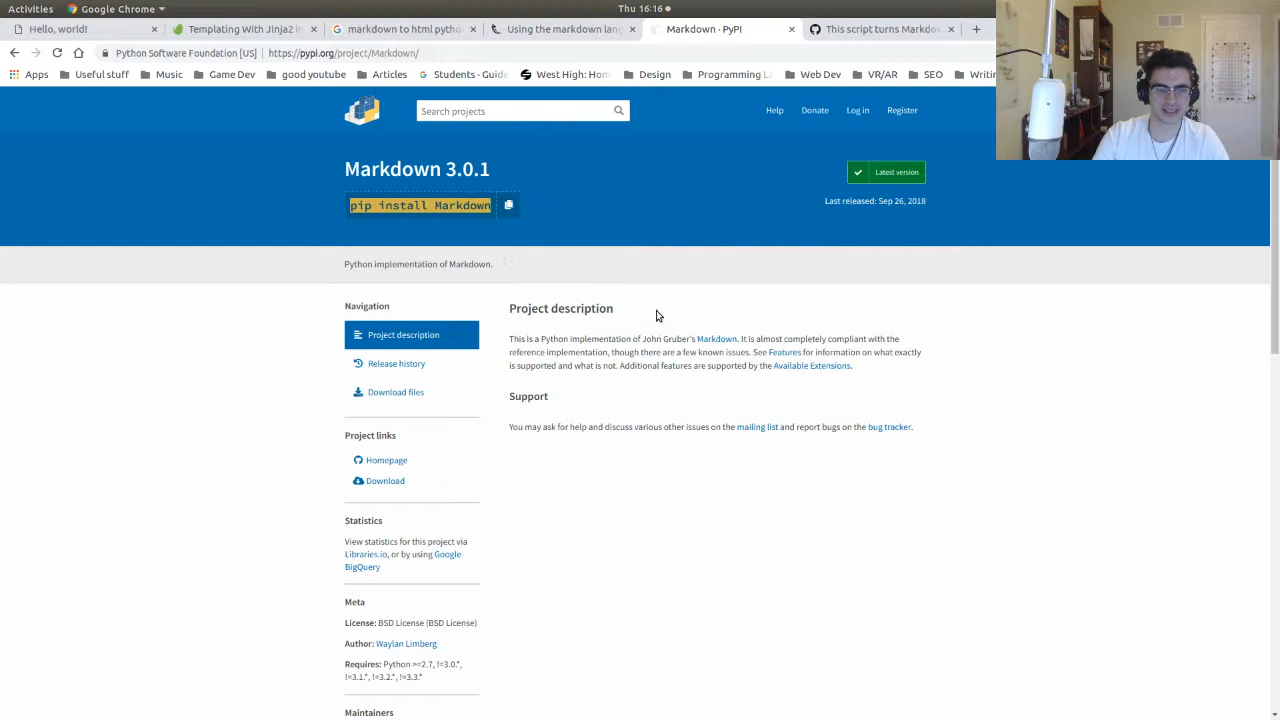 Activities
Google Chrome
Thu 16:16
Hello, world!
Templating With Jinja2 i
markdown to html python
Using the markdown lang
Markdown · PyPI
This script turns Markdow
Python Software Foundation [US]
https://pypi.org/project/Markdown/
Apps
Useful stuff
Music
Game Dev
good youtube
Articles
Students - Guide
West High: Hom
Design
Programming La
Web Dev
VR/AR
SEO
Writin
Search projects
Help
Donate
Log in
Register
Markdown 3.0.1
Latest version
pip install Markdown
Last released: Sep 26, 2018
Python implementation of Markdown.
Navigation
Project description
Release history
Download files
Project links
Homepage
Download
Statistics
View statistics for this project via
Libraries.io, or by using Google
BigQuery
Meta
License: BSD License (BSD License)
Author: Waylan Limberg
Requires: Python >=2.7, !=3.0.*,
!=3.1.*, !=3.2.*, !=3.3.*
Maintainers
Project description
This is a Python implementation of John Gruber's Markdown. It is almost completely compliant with the
reference implementation, though there are a few known issues. See Features for information on what exactly
is supported and what is not. Additional features are supported by the Available Extensions.
Support
You may ask for help and discuss various other issues on the mailing list and report bugs on the bug tracker.